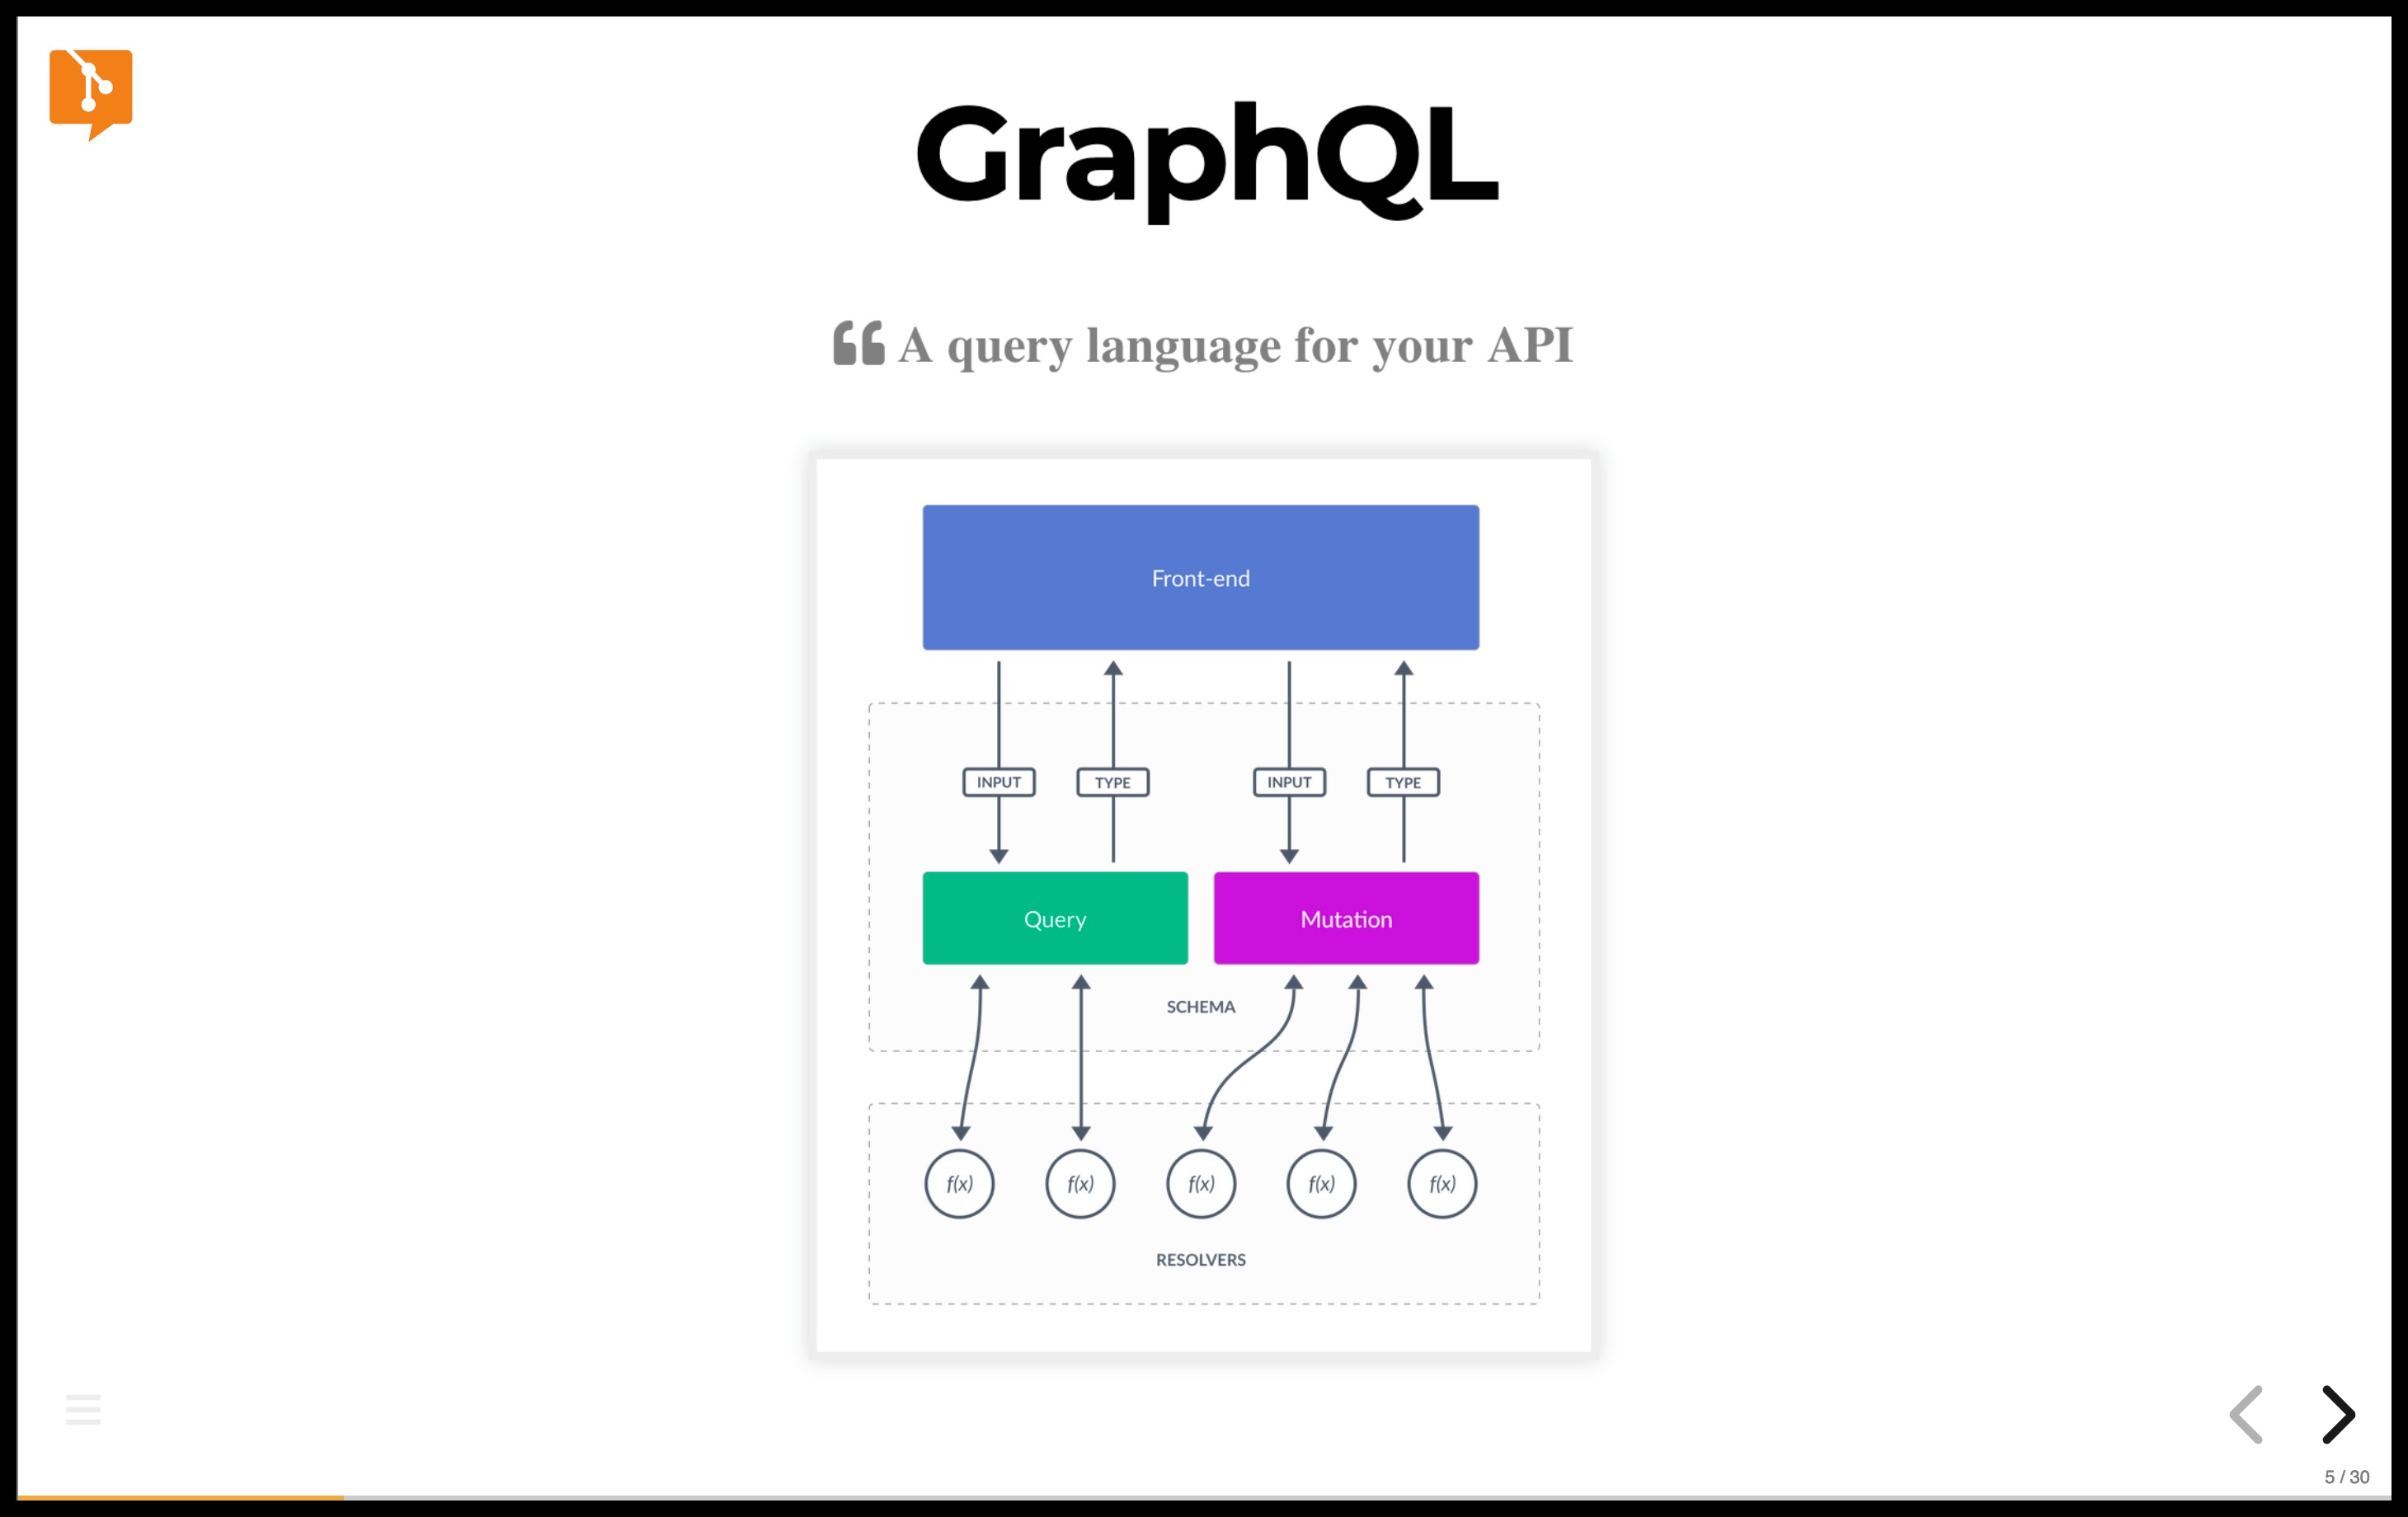 GraphQL
A query language for your API
Front-end
INPUT TYPE INPUT TYPE
Query Mutation
SCHEMA
f(x) f(x) f(x) f(x) f(x)
RESOLVERS
5 / 30